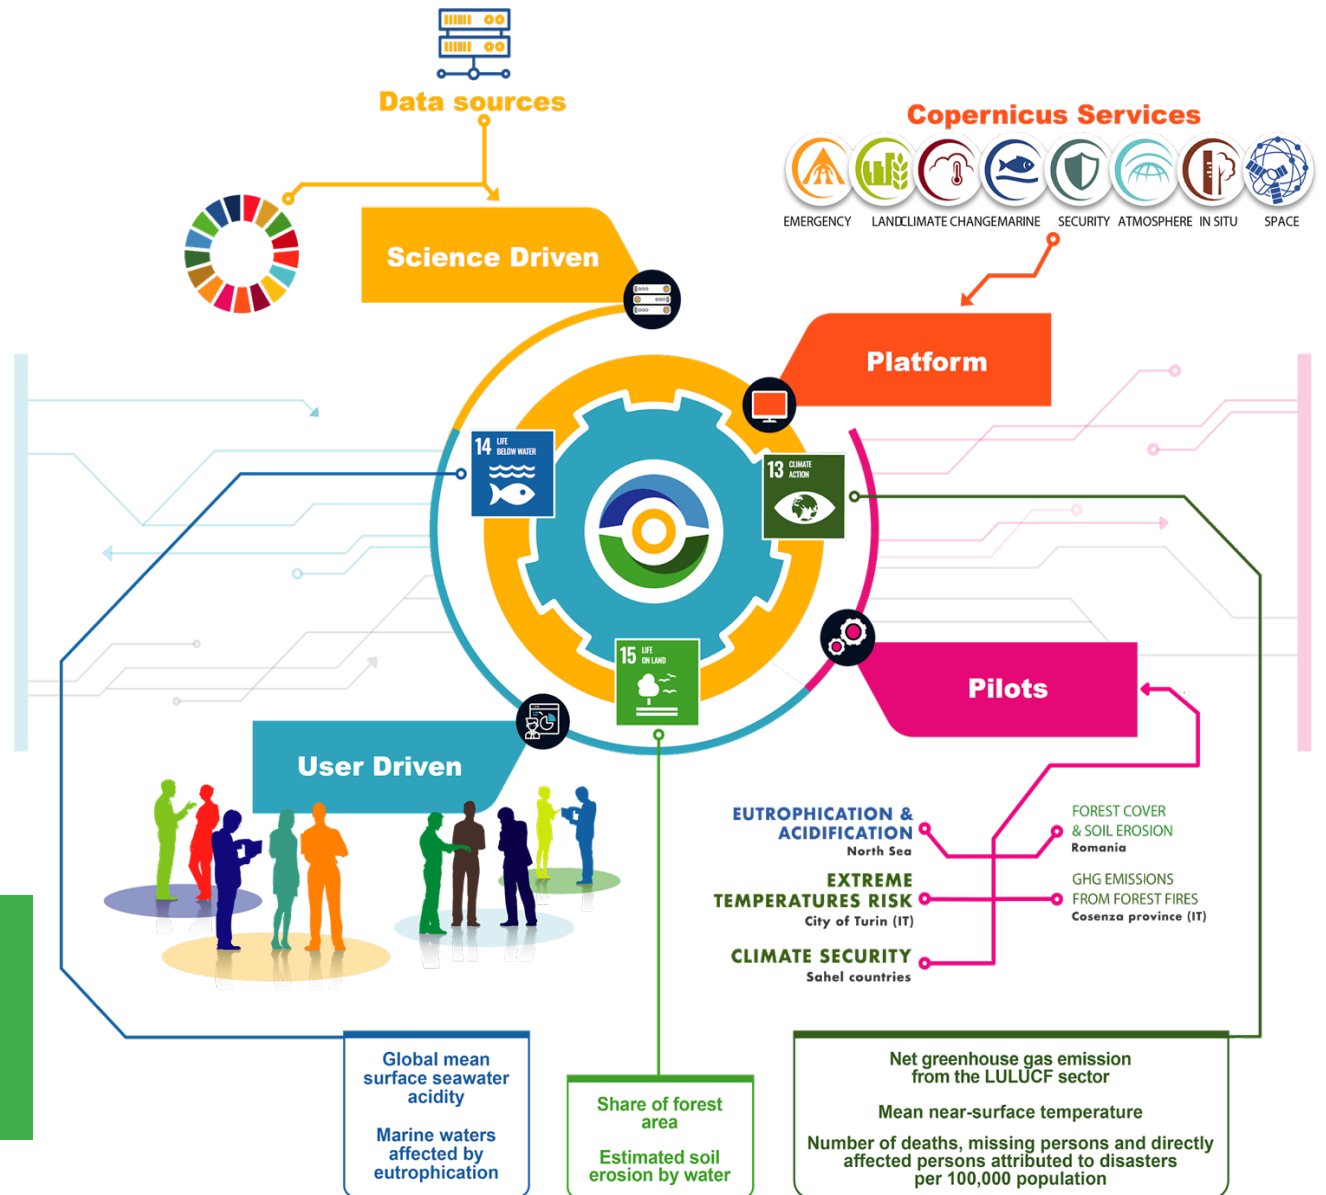 Data sources
Copernicus Services
EMERGENCY
LAND
CLIMATE CHANGE
MARINE
SECURITY
ATMOSPHERE
IN SITU
SPACE
Science Driven
Platform
14 LIFE
BELOW WATER
13 CLIMATE
ACTION
15 LIFE
ON LAND
Pilots
User Driven
EUTROPHICATION &
ACIDIFICATION
North Sea
FOREST COVER
& SOIL EROSION
Romania
EXTREME
TEMPERATURES RISK
City of Turin (IT)
GHG EMISSIONS
FROM FOREST FIRES
Cosenza province (IT)
CLIMATE SECURITY
Sahel countries
Global mean
surface seawater
acidity
Marine waters
affected by
eutrophication
Share of forest
area
Estimated soil
erosion by water
Net greenhouse gas emission
from the LULUCF sector
Mean near-surface temperature
Number of deaths, missing persons and directly
affected persons attributed to disasters
per 100,000 population